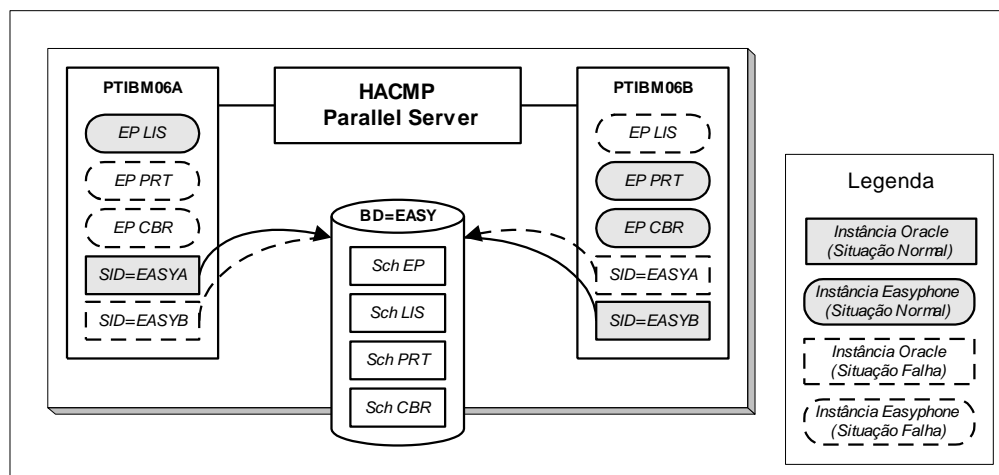 PTIBM06A
EP LIS
EP PRT
EP CBR
SID=EASYA
SID=EASYB
HACMP
Parallel Server
BD=EASY
Sch EP
Sch LIS
Sch PRT
Sch CBR
PTIBM06B
EP LIS
EP PRT
EP CBR
SID=EASYA
SID=EASYB
Legenda
Instância Oracle
(Situação Normal)
Instância Easyphone
(Situação Normal)
Instância Oracle
(Situação Falha)
Instância Easyphone
(Situação Falha)